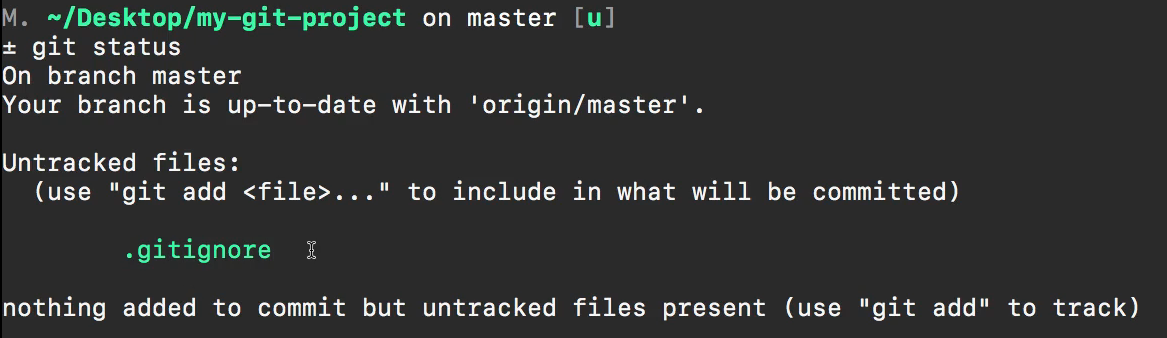 M. ~/Desktop/my-git-project on master [u]
± git status
On branch master
Your branch is up-to-date with 'origin/master'.
Untracked files:
(use "git add <file>..." to include in what will be committed)
.gitignore
nothing added to commit but untracked files present (use "git add" to track)